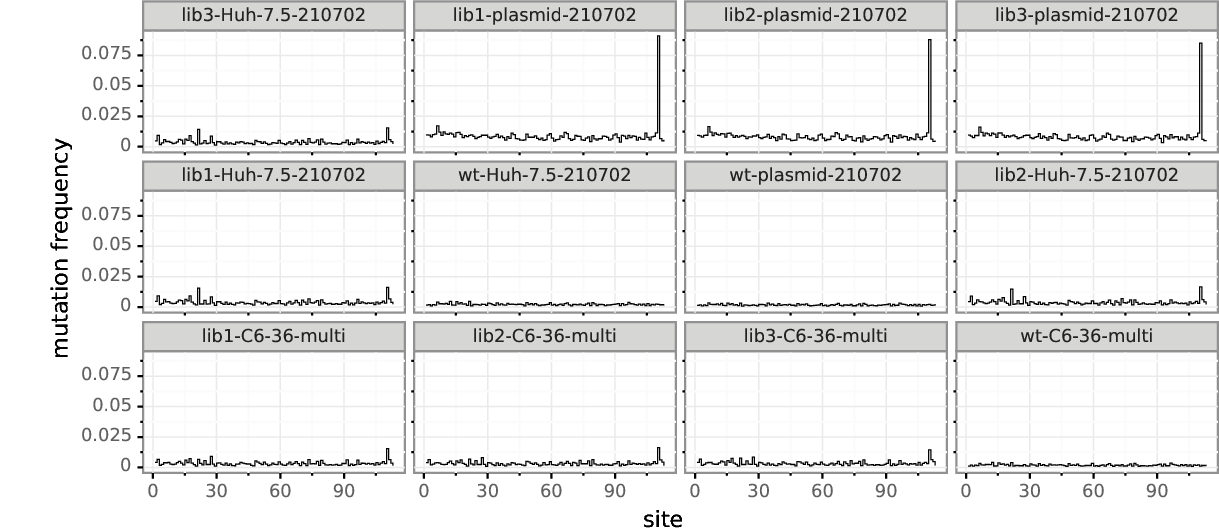 lib3-Huh-7.5-210702 lib1-plasmid-210702 lib2-plasmid-210702 lib3-plasmid-210702
0.075
0.05
0.025
0
lib1-Huh-7.5-210702 wt-Huh-7.5-210702 wt-plasmid-210702 lib2-Huh-7.5-210702
mutation frequency
0.075
0.05
0.025
0
lib1-C6-36-multi lib2-C6-36-multi lib3-C6-36-multi wt-C6-36-multi
0.075
0.05
0.025
0
0 30 60 90 0 30 60 90 0 30 60 90 0 30 60 90
site